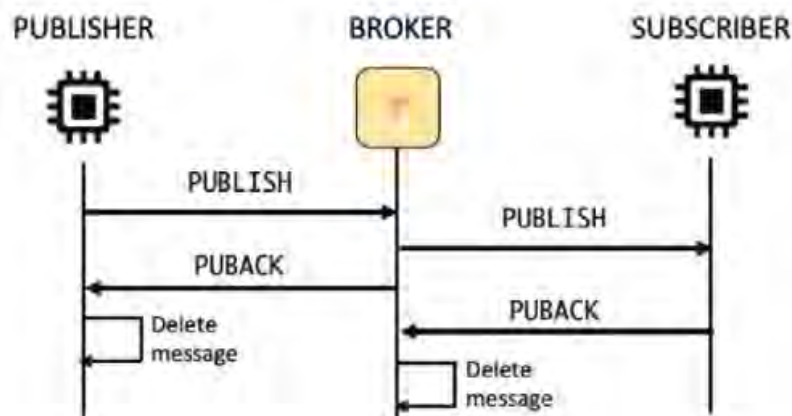 PUBLISHER BROKER SUBSCRIBER
PUBLISH
PUBLISH
PUBACK
PUBACK
Delete
message
Delete
message